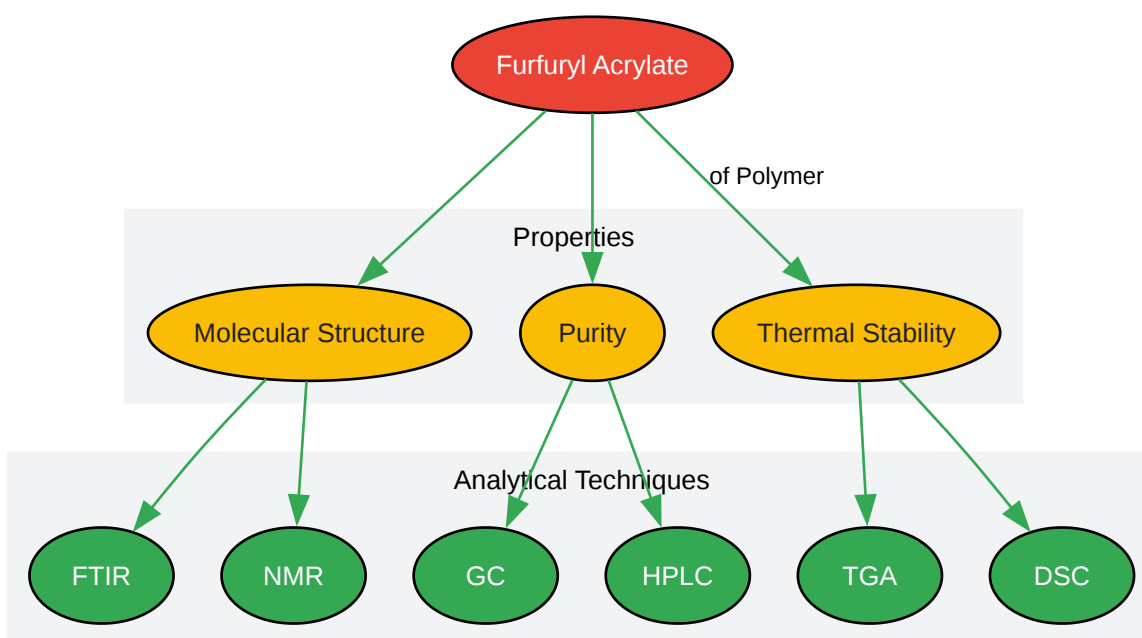 Furfuryl Acrylate
of Polymer
Properties
Molecular Structure
Purity
Thermal Stability
Analytical Techniques
FTIR
NMR
GC
HPLC
TGA
DSC